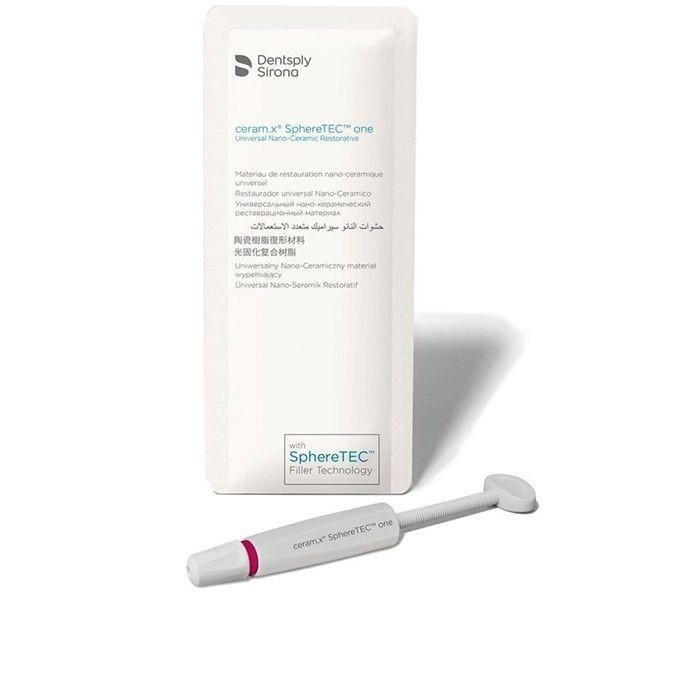 Dentsply
Sirona
ceram.x® SphereTEC™ one
Universal Nano-Ceramic Restorative
Materiau de restauration nano-ceramique
universel
Restaurador universal Nano-Ceramico
Универсальный нано-керамический
реставрационный материал
حشوات النانو سيراميك متعدد الاستعمالات
陶瓷樹脂復形材料
光固化复合树脂
Uniwersalny Nano-Ceramiczny materiał
wypełniający
Üniversal Nano-Seramik Restoratif
with
SphereTEC™
Filler Technology
ceram.x® SphereTEC™ one